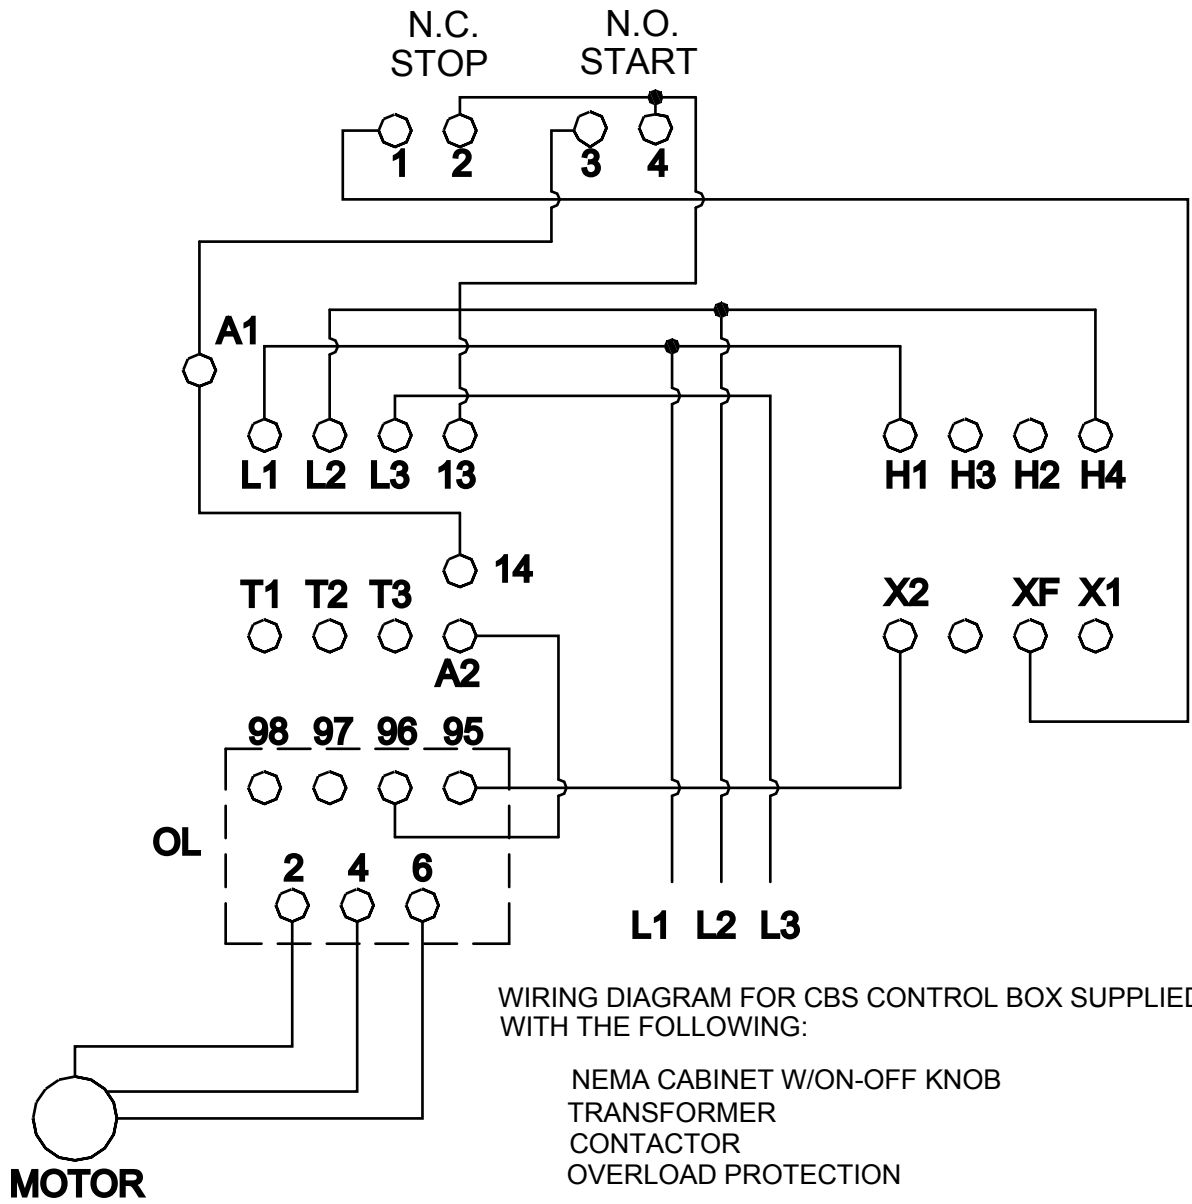 N.C.
STOP
N.O.
START
1 2 3 4
A1
L1 L2 L3 13
H1 H3 H2 H4
14
T1 T2 T3
X2 XF X1
A2
98 97 96 95
OL
2 4 6
L1 L2 L3
WIRING DIAGRAM FOR CBS CONTROL BOX SUPPLIED
WITH THE FOLLOWING:
NEMA CABINET W/ON-OFF KNOB
TRANSFORMER
CONTACTOR
OVERLOAD PROTECTION
MOTOR